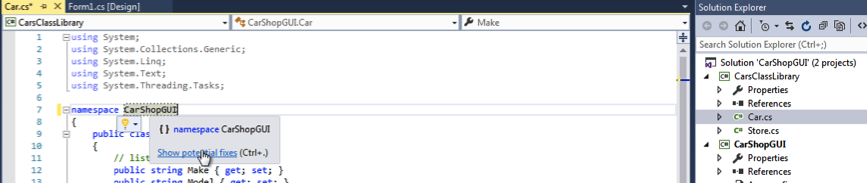 Car.cs*
Form1.cs [Design]
CarsClassLibrary
CarShopGUI.Car
Make
1 using System;
2 using System.Collections.Generic;
3 using System.Linq;
4 using System.Text;
5 using System.Threading.Tasks;
6
7 namespace CarShopGUI
8 {
9 public clas
10 {
11 // list
12 public string Make { get; set; }
13 public string Model { get; set; }
{ } namespace CarShopGUI
Show potential fixes (Ctrl+.)
Solution Explorer
Search Solution Explorer (Ctrl+;)
Solution 'CarShopGUI' (2 projects)
CarsClassLibrary
Properties
References
Car.cs
Store.cs
CarShopGUI
Properties
References